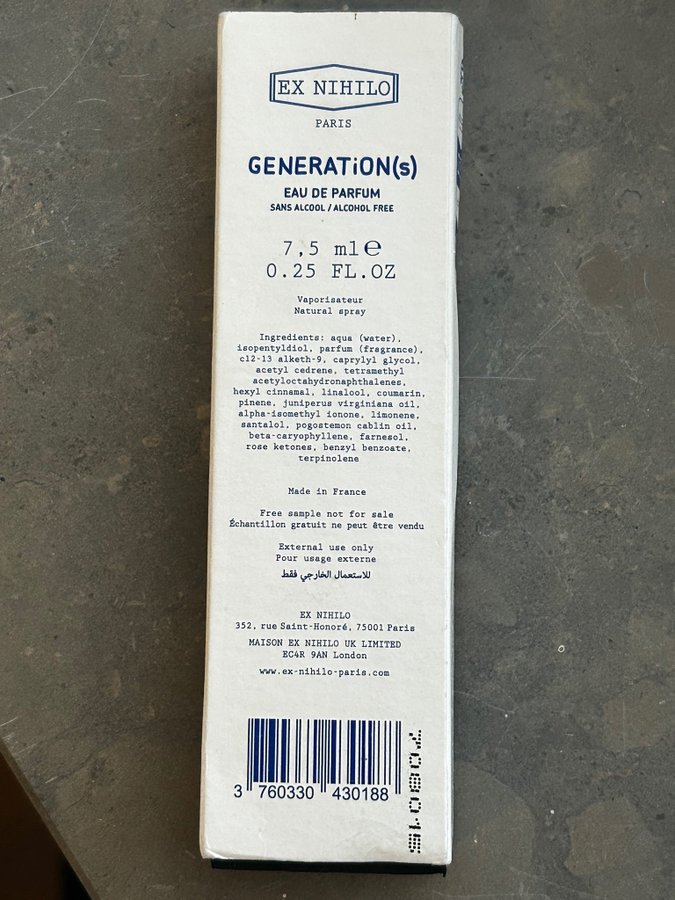 EX NIHILO
PARIS
GENERATiON(s)
EAU DE PARFUM
SANS ALCOOL / ALCOHOL FREE
7,5 ml℮
0.25 FL.OZ
Vaporisateur
Natural spray
Ingredients: aqua (water),
isopentyldiol, parfum (fragrance),
c12-13 alketh-9, caprylyl glycol,
acetyl cedrene, tetramethyl
acetyloctahydronaphthalenes,
hexyl cinnamal, linalool, coumarin,
pinene, juniperus virginiana oil,
alpha-isomethyl ionone, limonene,
santalol, pogostemon cablin oil,
beta-caryophyllene, farnesol,
rose ketones, benzyl benzoate,
terpinolene
Made in France
Free sample not for sale
Échantillon gratuit ne peut être vendu
External use only
Pour usage externe
للاستعمال الخارجي فقط
EX NIHILO
352, rue Saint-Honoré, 75001 Paris
MAISON EX NIHILO UK LIMITED
EC4R 9AN London
www.ex-nihilo-paris.com
3 760330 430188